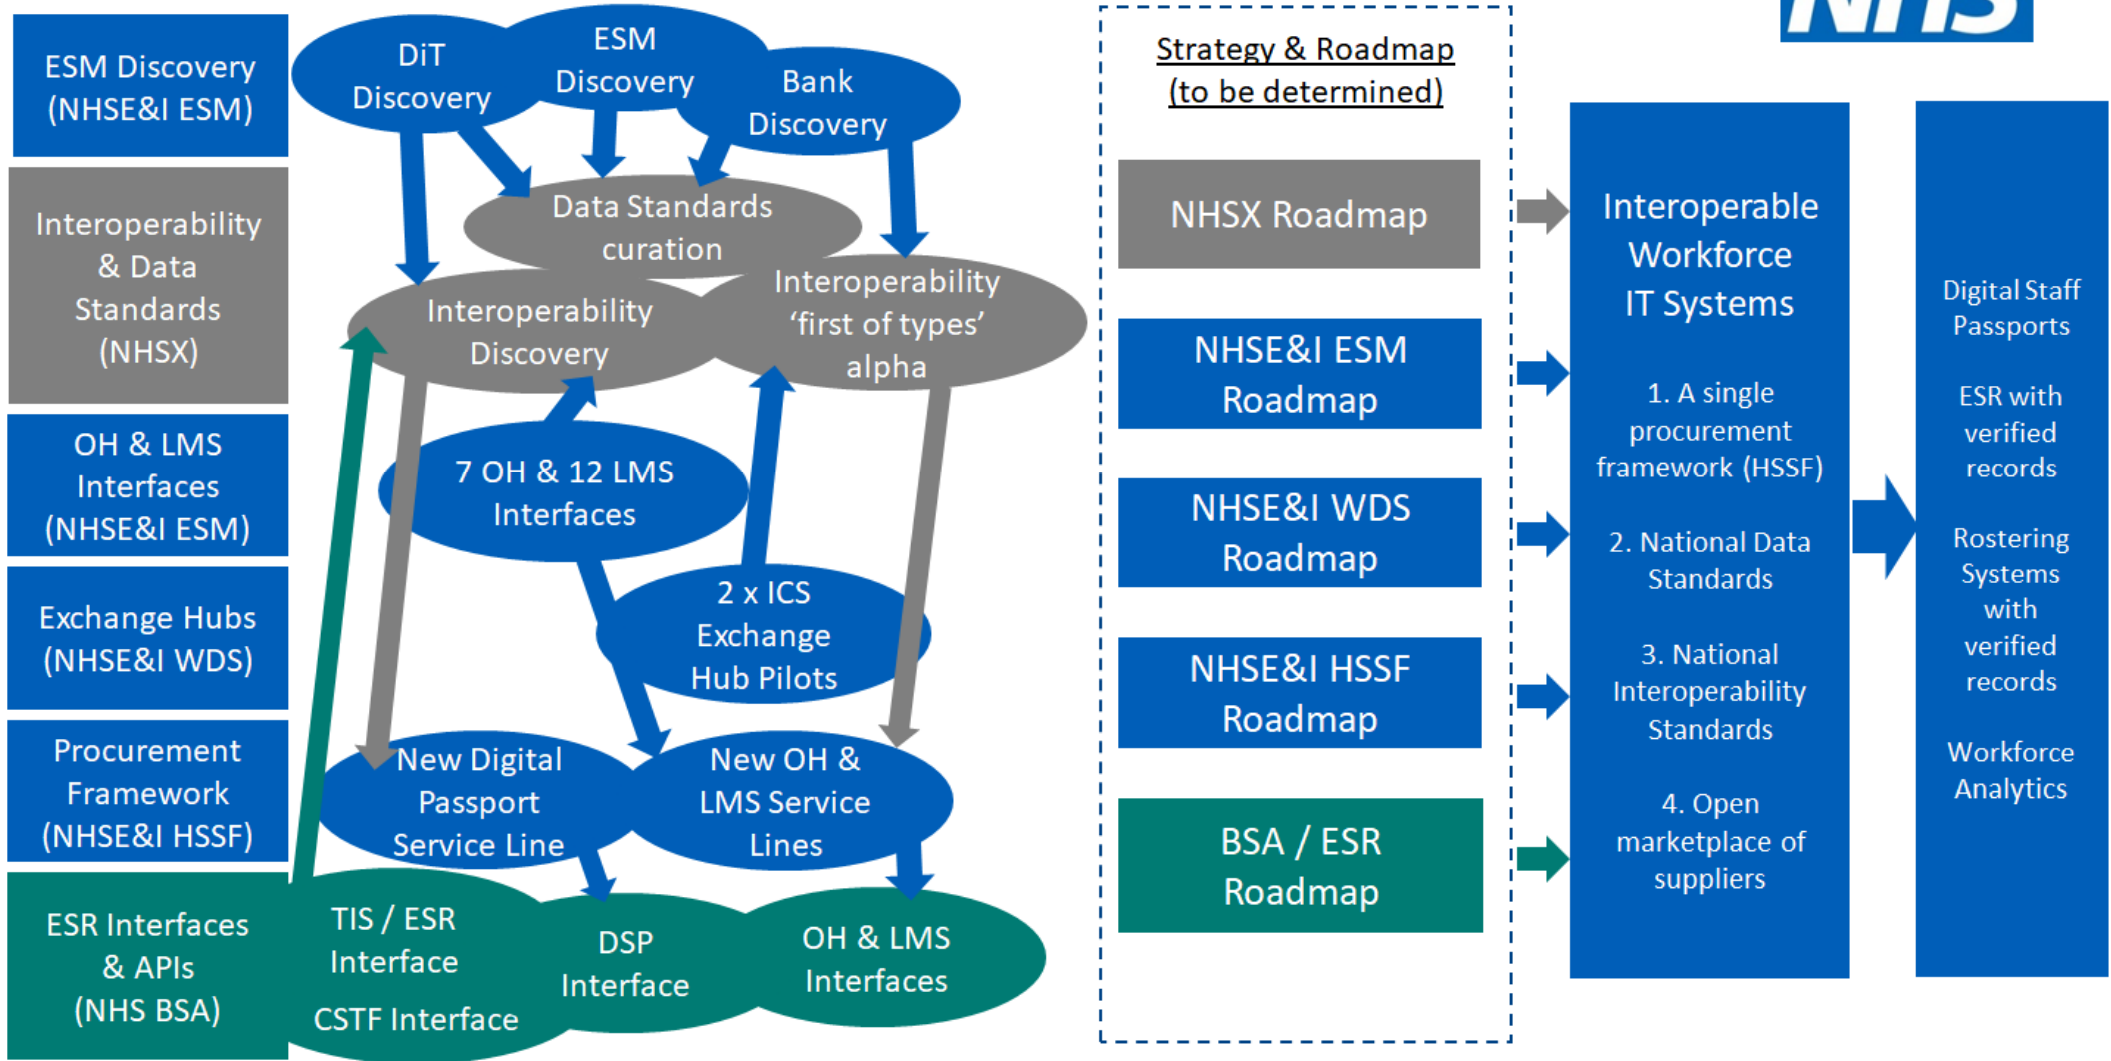 NHS
ESM Discovery
(NHSE&I ESM)
Interoperability
& Data
Standards
(NHSX)
OH & LMS
Interfaces
(NHSE&I ESM)
Exchange Hubs
(NHSE&I WDS)
Procurement
Framework
(NHSE&I HSSF)
ESR Interfaces
& APIs
(NHS BSA)
DiT
Discovery
ESM
Discovery
Bank
Discovery
Data Standards
curation
Interoperability
Discovery
Interoperability
‘first of types’
alpha
7 OH & 12 LMS
Interfaces
2 x ICS
Exchange
Hub Pilots
New Digital
Passport
Service Line
New OH &
LMS Service
Lines
TIS / ESR
Interface
CSTF Interface
DSP
Interface
OH & LMS
Interfaces
Strategy & Roadmap
(to be determined)
NHSX Roadmap
NHSE&I ESM
Roadmap
NHSE&I WDS
Roadmap
NHSE&I HSSF
Roadmap
BSA / ESR
Roadmap
Interoperable
Workforce
IT Systems
1. A single
procurement
framework (HSSF)
2. National Data
Standards
3. National
Interoperability
Standards
4. Open
marketplace of
suppliers
Digital Staff
Passports
ESR with
verified
records
Rostering
Systems
with
verified
records
Workforce
Analytics